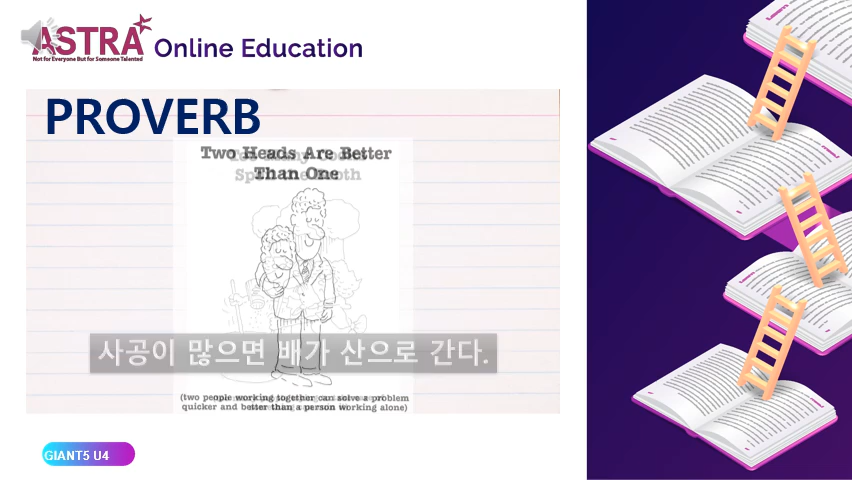 ASTRA
Not for Everyone But for Someone Talented
Online Education
PROVERB
Two Heads Are Better
Than One
사공이 많으면 배가 산으로 간다.
(two people working together can solve a problem
quicker and better than a person working alone)
GIANT5 U4